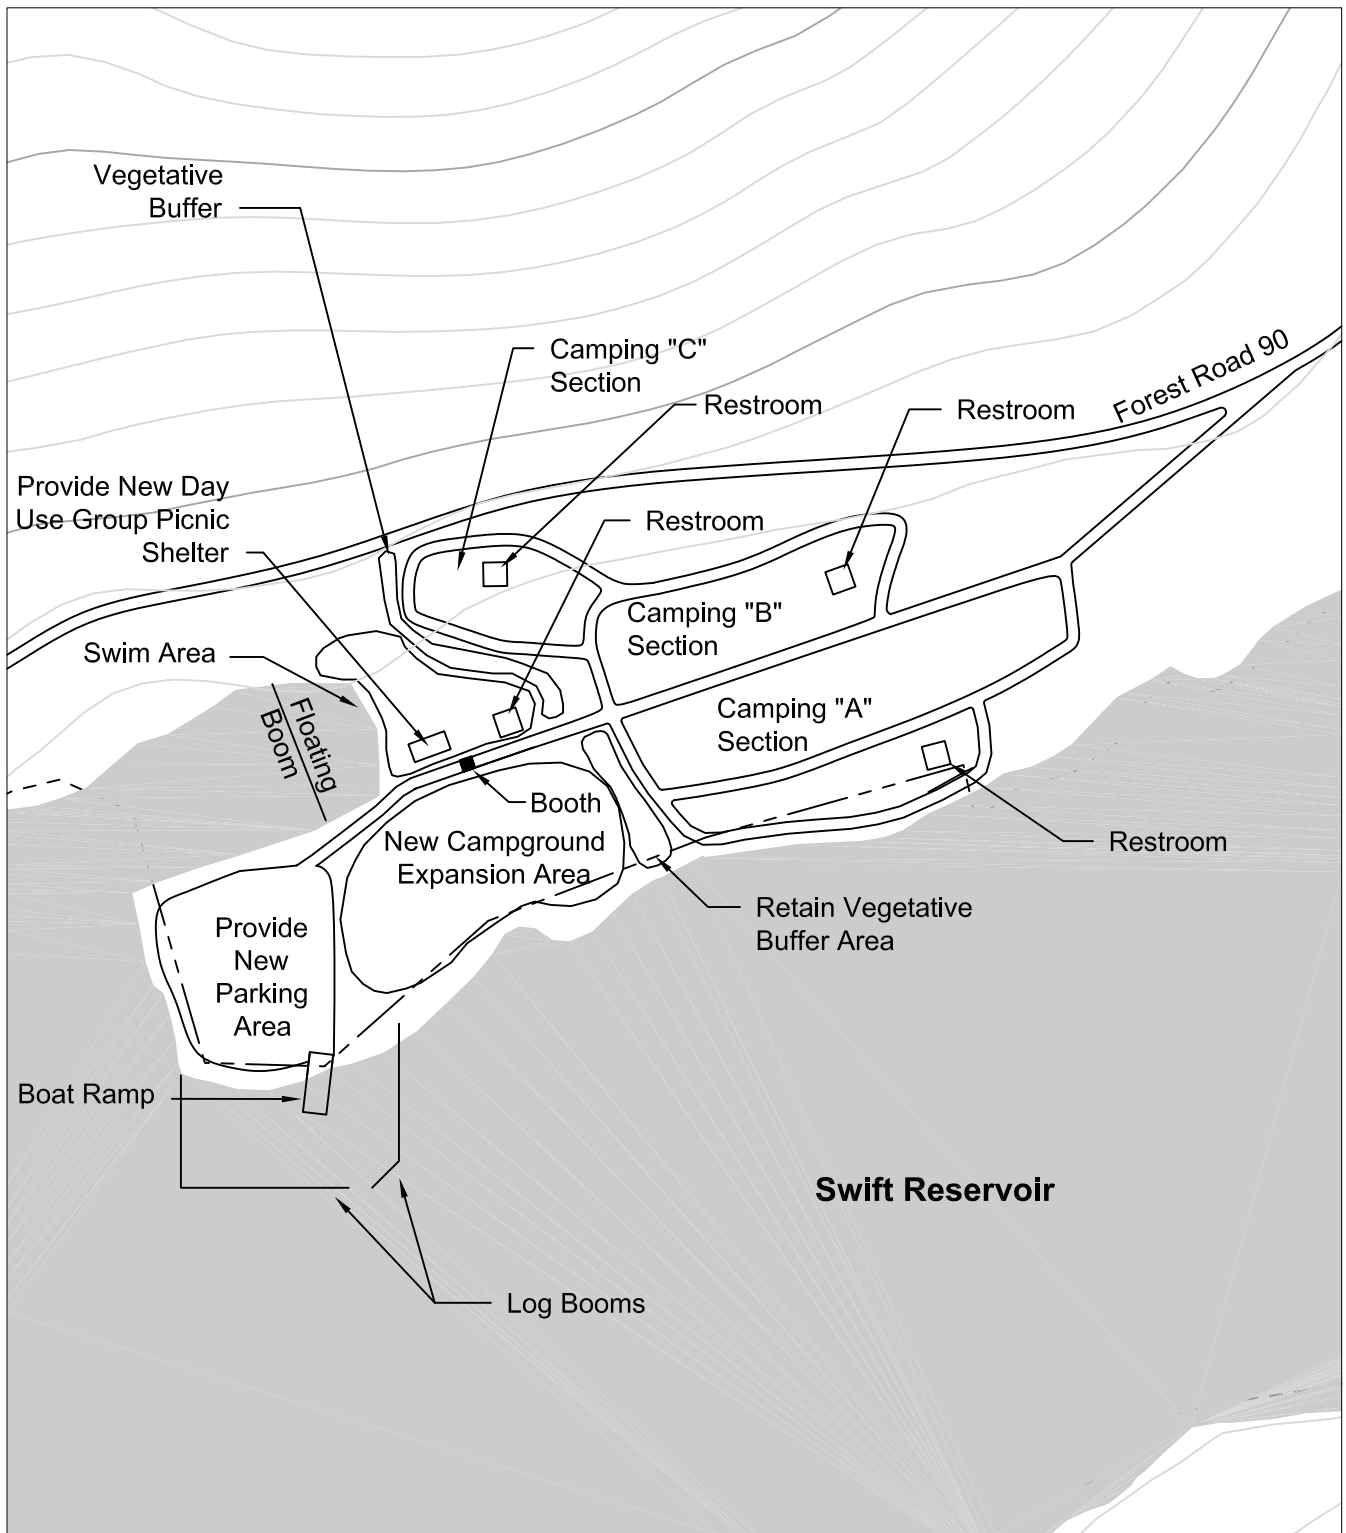 Vegetative
Buffer
Camping "C"
Section
Restroom
Restroom
Forest Road 90
Provide New Day
Use Group Picnic
Shelter
Restroom
Camping "B"
Section
Swim Area
Floating
Boom
Camping "A"
Section
Booth
New Campground
Expansion Area
Restroom
Retain Vegetative
Buffer Area
Provide
New
Parking
Area
Boat Ramp
Swift Reservoir
Log Booms